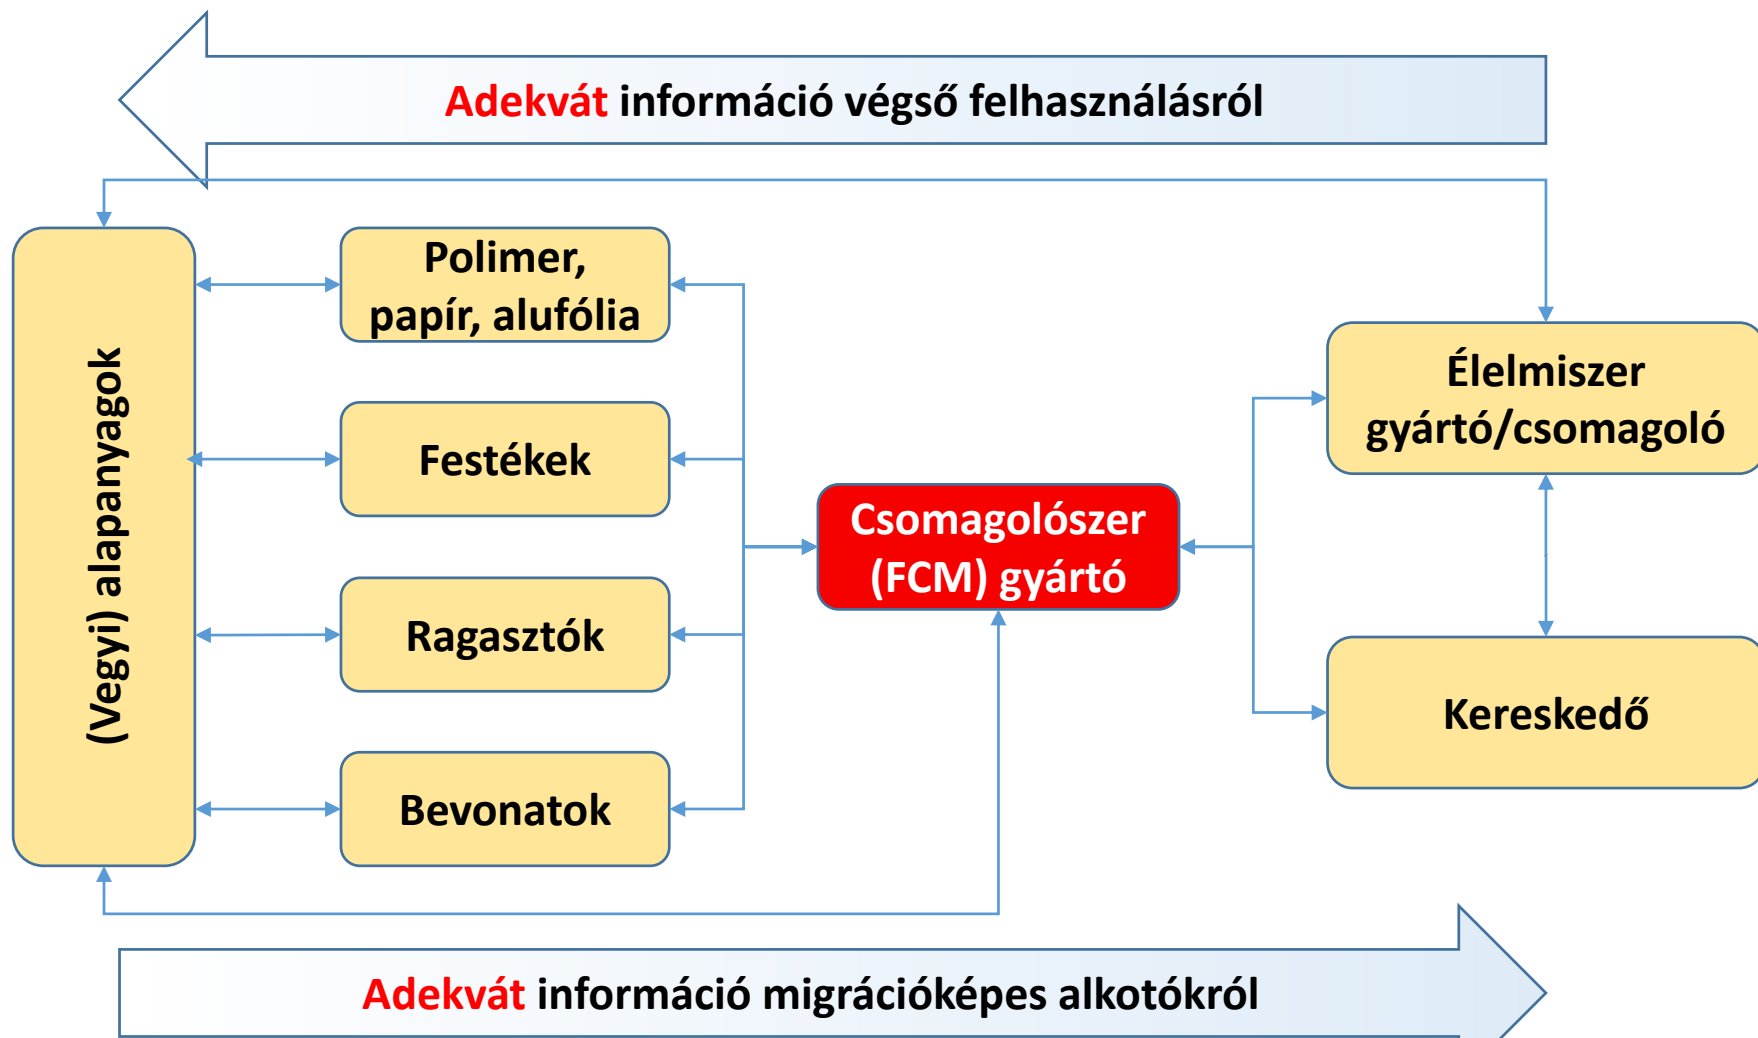 Adekvát információ végső felhasználásról
(Vegyi) alapanyagok
Polimer,
papír, alufólia
Festékek
Ragasztók
Bevonatok
Csomagolószer
(FCM) gyártó
Élelmiszer
gyártó/csomagoló
Kereskedő
Adekvát információ migrációképes alkotókról